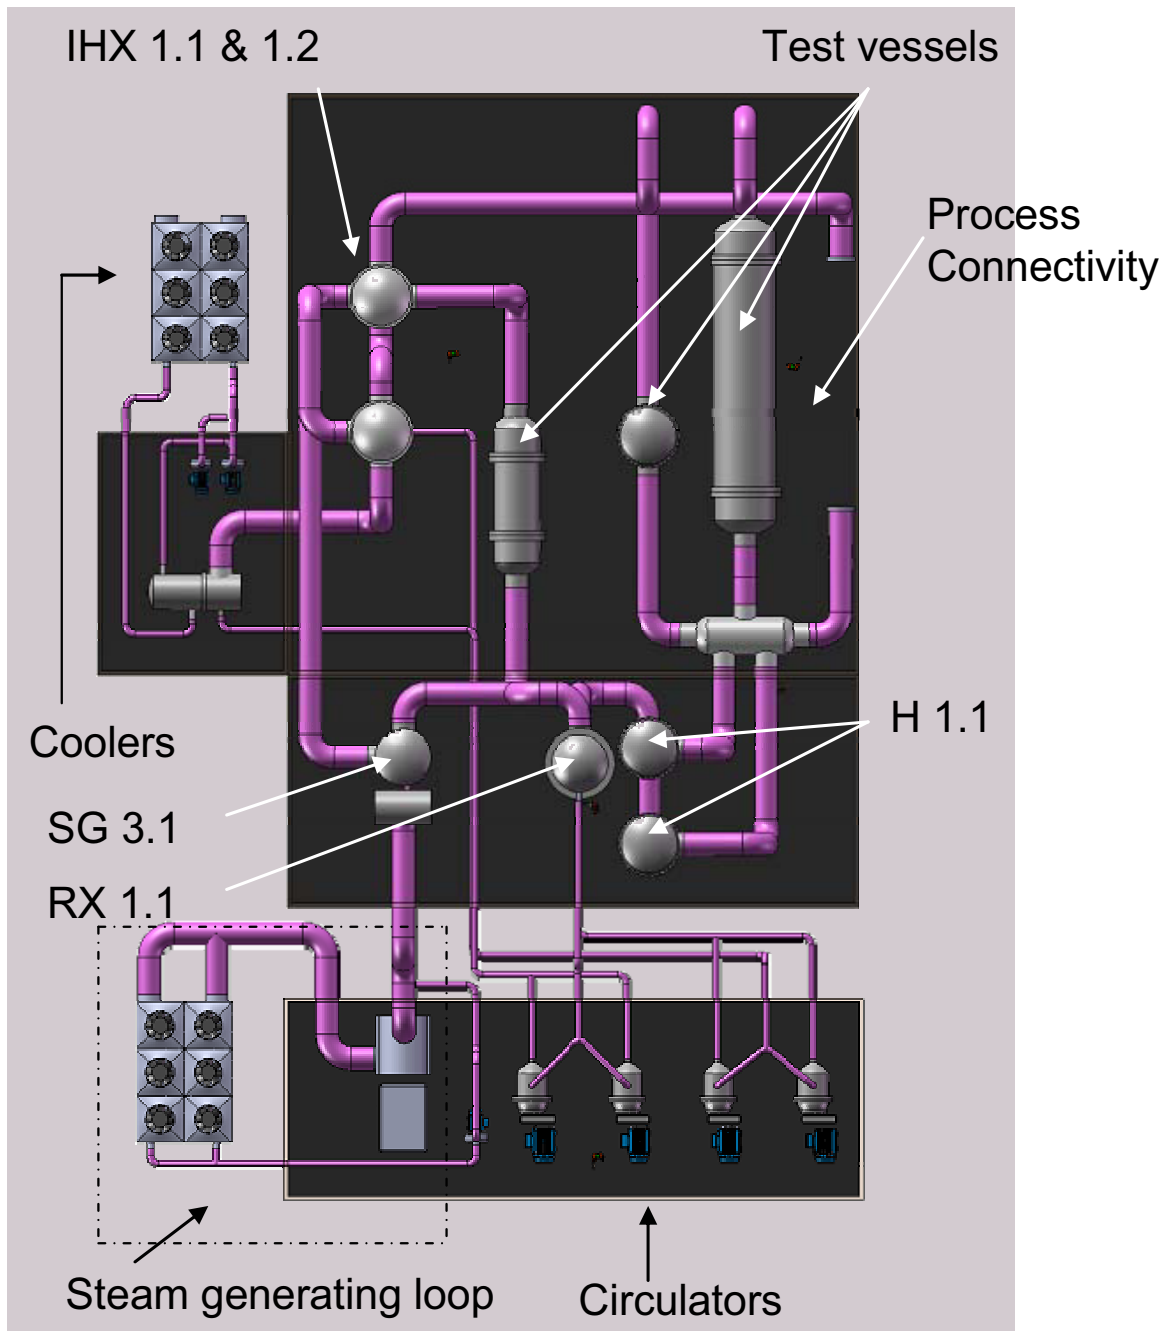 IHX 1.1 & 1.2
Test vessels
Process
Connectivity
Coolers
H 1.1
SG 3.1
RX 1.1
Steam generating loop
Circulators